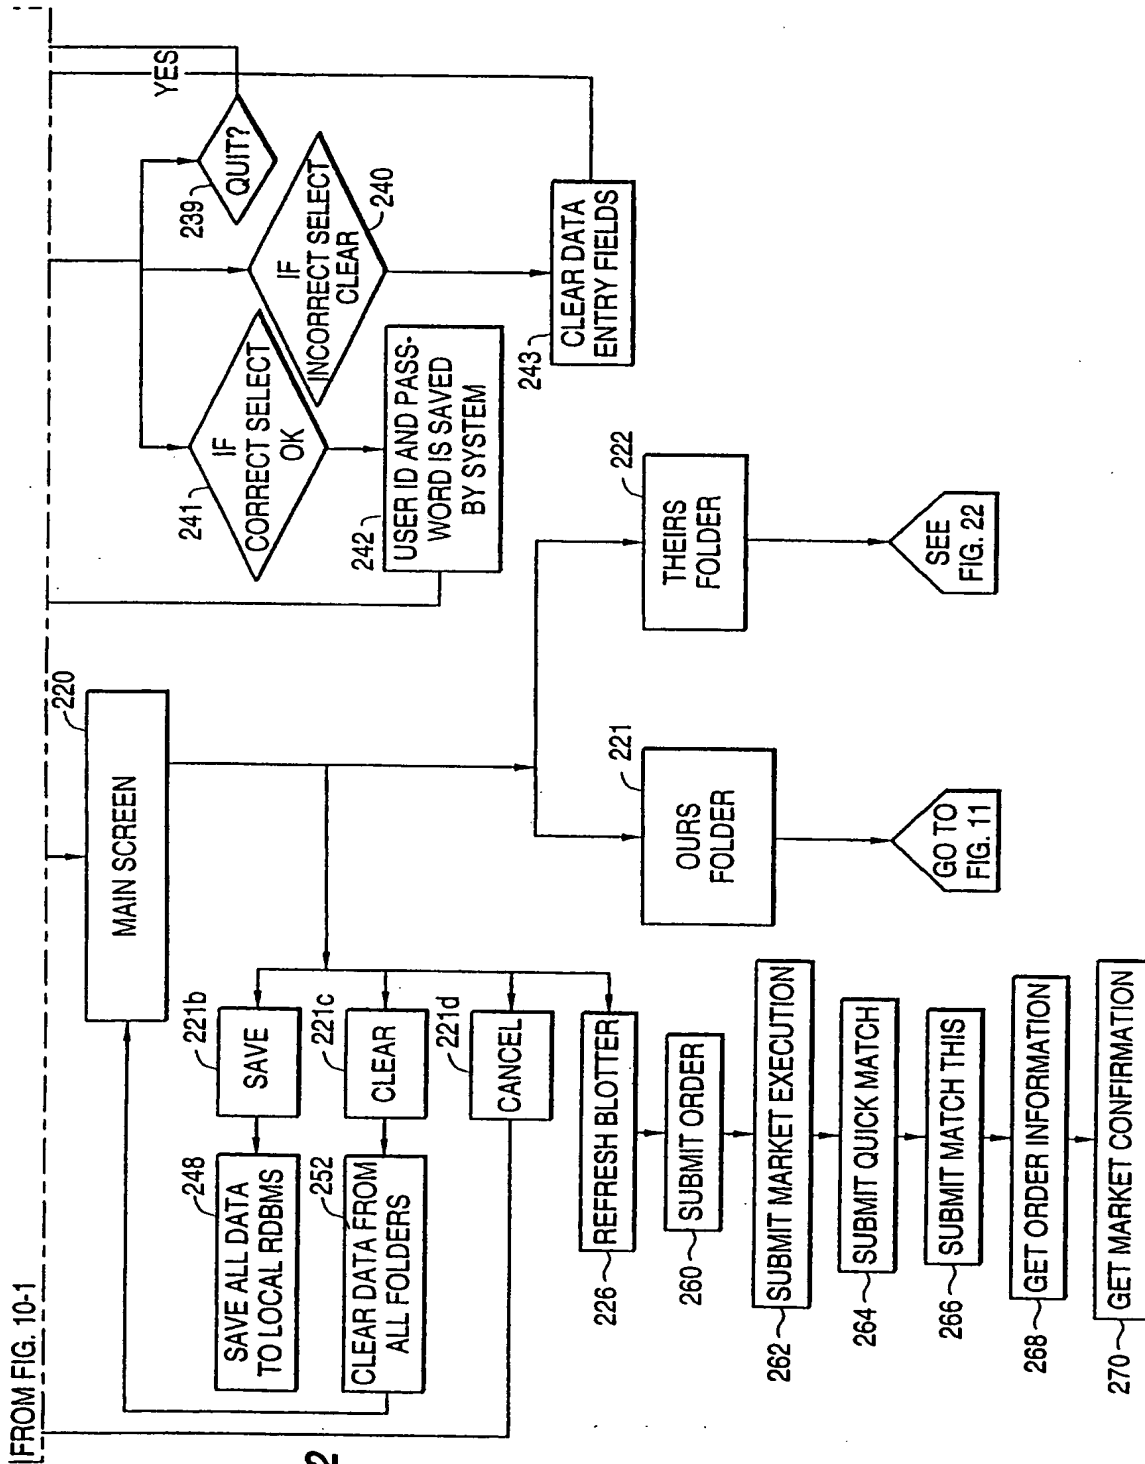 FROM FIG. 10-1
220
MAIN SCREEN
YES
QUIT?
239
IF
INCORRECT SELECT
CLEAR
240
IF
CORRECT SELECT
OK
241
USER ID AND PASS-
WORD IS SAVED
BY SYSTEM
242
CLEAR DATA
ENTRY FIELDS
243
221b
SAVE
248
SAVE ALL DATA
TO LOCAL RDBMS
221c
CLEAR
252
CLEAR DATA FROM
ALL FOLDERS
221d
CANCEL
221
OURS
FOLDER
GO TO
FIG. 11
222
THEIRS
FOLDER
SEE
FIG. 22
226
REFRESH BLOTTER
260
SUBMIT ORDER
262
SUBMIT MARKET EXECUTION
264
SUBMIT QUICK MATCH
266
SUBMIT MATCH THIS
268
GET ORDER INFORMATION
270
GET MARKET CONFIRMATION
2